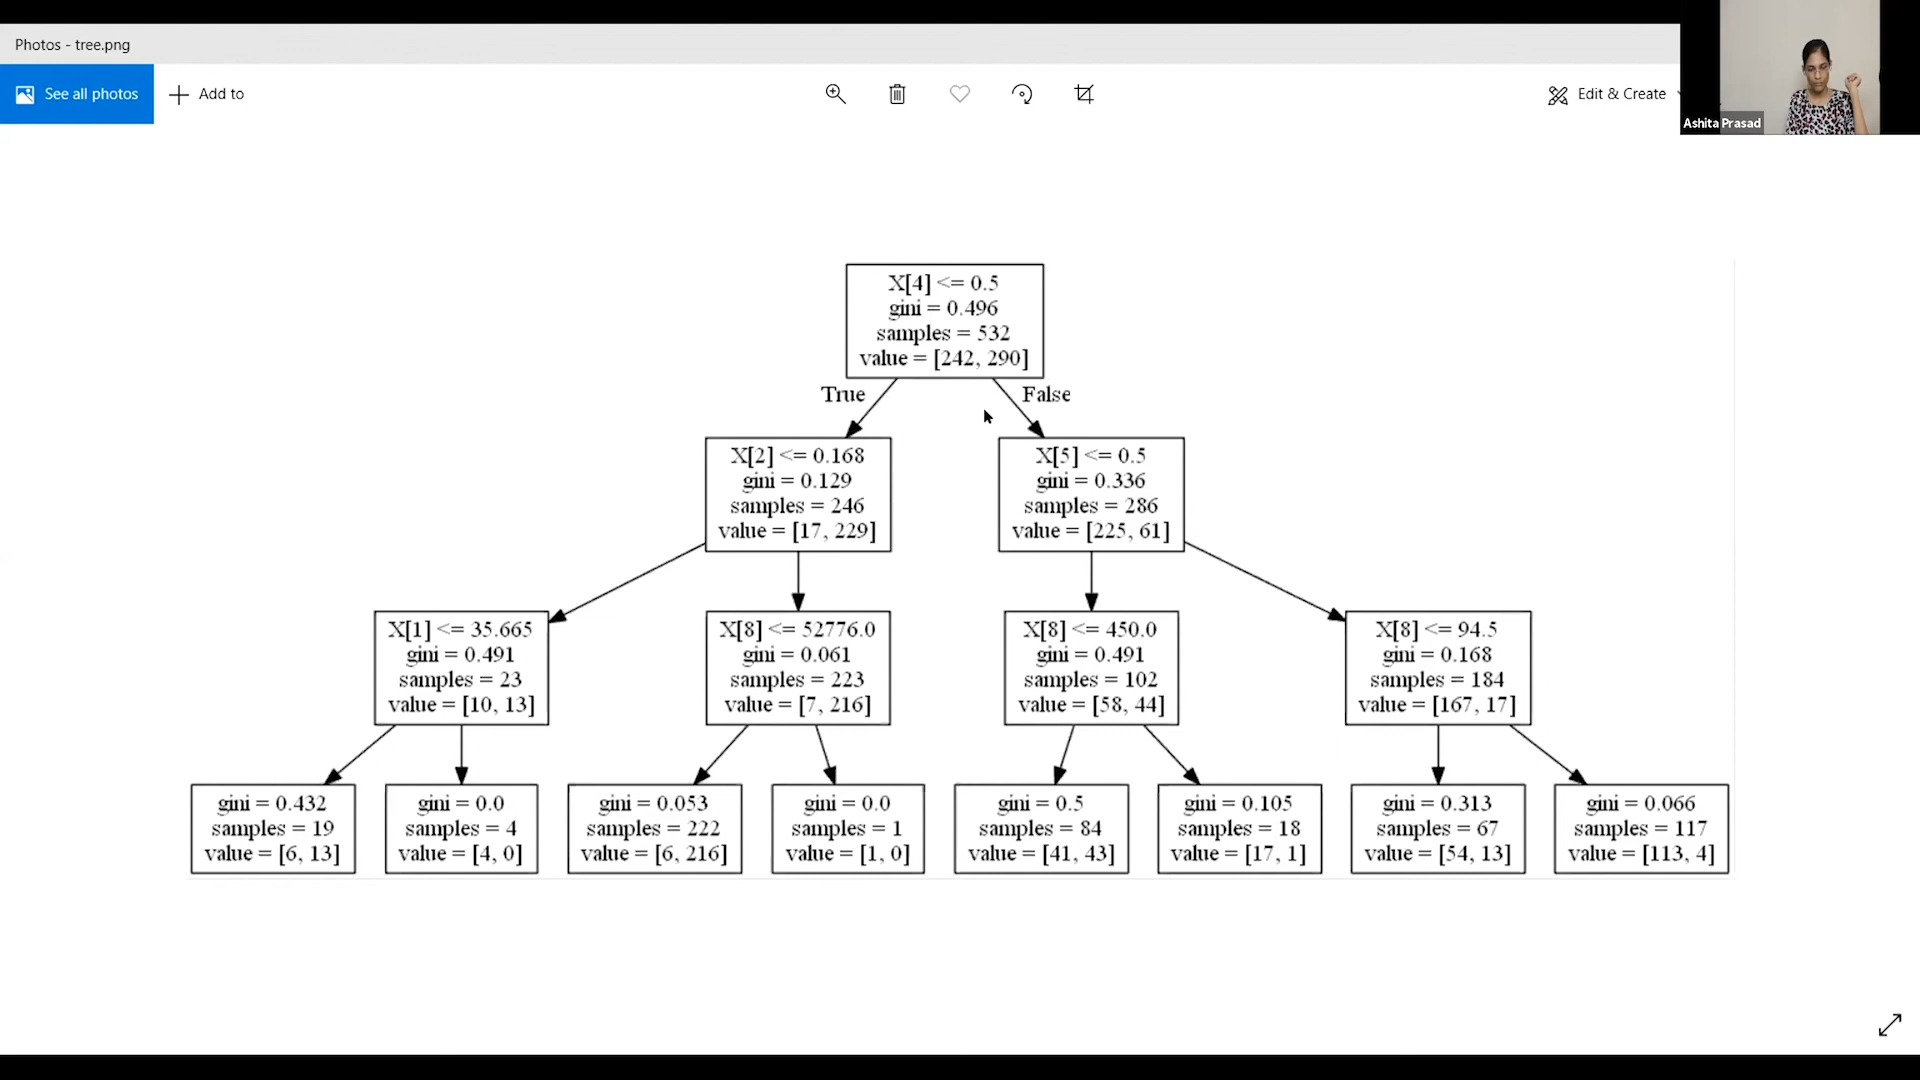 Photos - tree.png
See all photos
Add to
Edit & Create
Ashita Prasad
X[4] <= 0.5
gini = 0.496
samples = 532
value = [242, 290]
True
False
X[2] <= 0.168
gini = 0.129
samples = 246
value = [17, 229]
X[5] <= 0.5
gini = 0.336
samples = 286
value = [225, 61]
X[1] <= 35.665
gini = 0.491
samples = 23
value = [10, 13]
X[8] <= 52776.0
gini = 0.061
samples = 223
value = [7, 216]
X[8] <= 450.0
gini = 0.491
samples = 102
value = [58, 44]
X[8] <= 94.5
gini = 0.168
samples = 184
value = [167, 17]
gini = 0.432
samples = 19
value = [6, 13]
gini = 0.0
samples = 4
value = [4, 0]
gini = 0.053
samples = 222
value = [6, 216]
gini = 0.0
samples = 1
value = [1, 0]
gini = 0.5
samples = 84
value = [41, 43]
gini = 0.105
samples = 18
value = [17, 1]
gini = 0.313
samples = 67
value = [54, 13]
gini = 0.066
samples = 117
value = [113, 4]